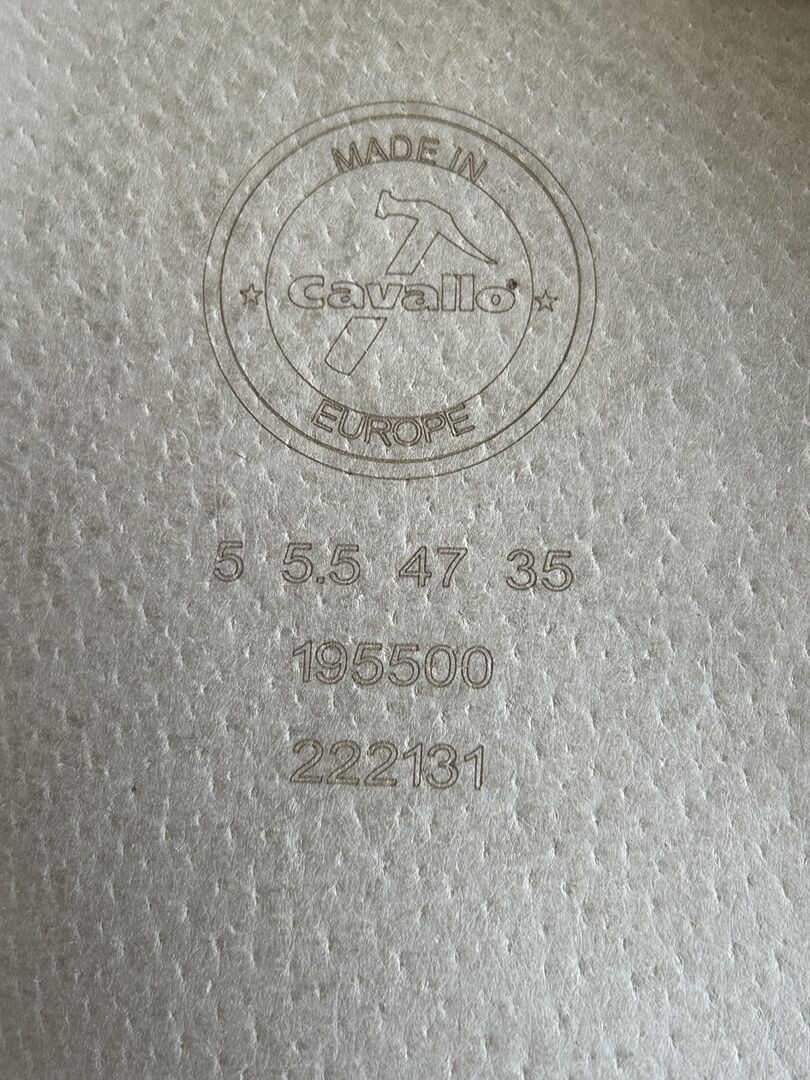 MADE IN
Cavallo®
EUROPE
5 5.5 47 35
195500
222131